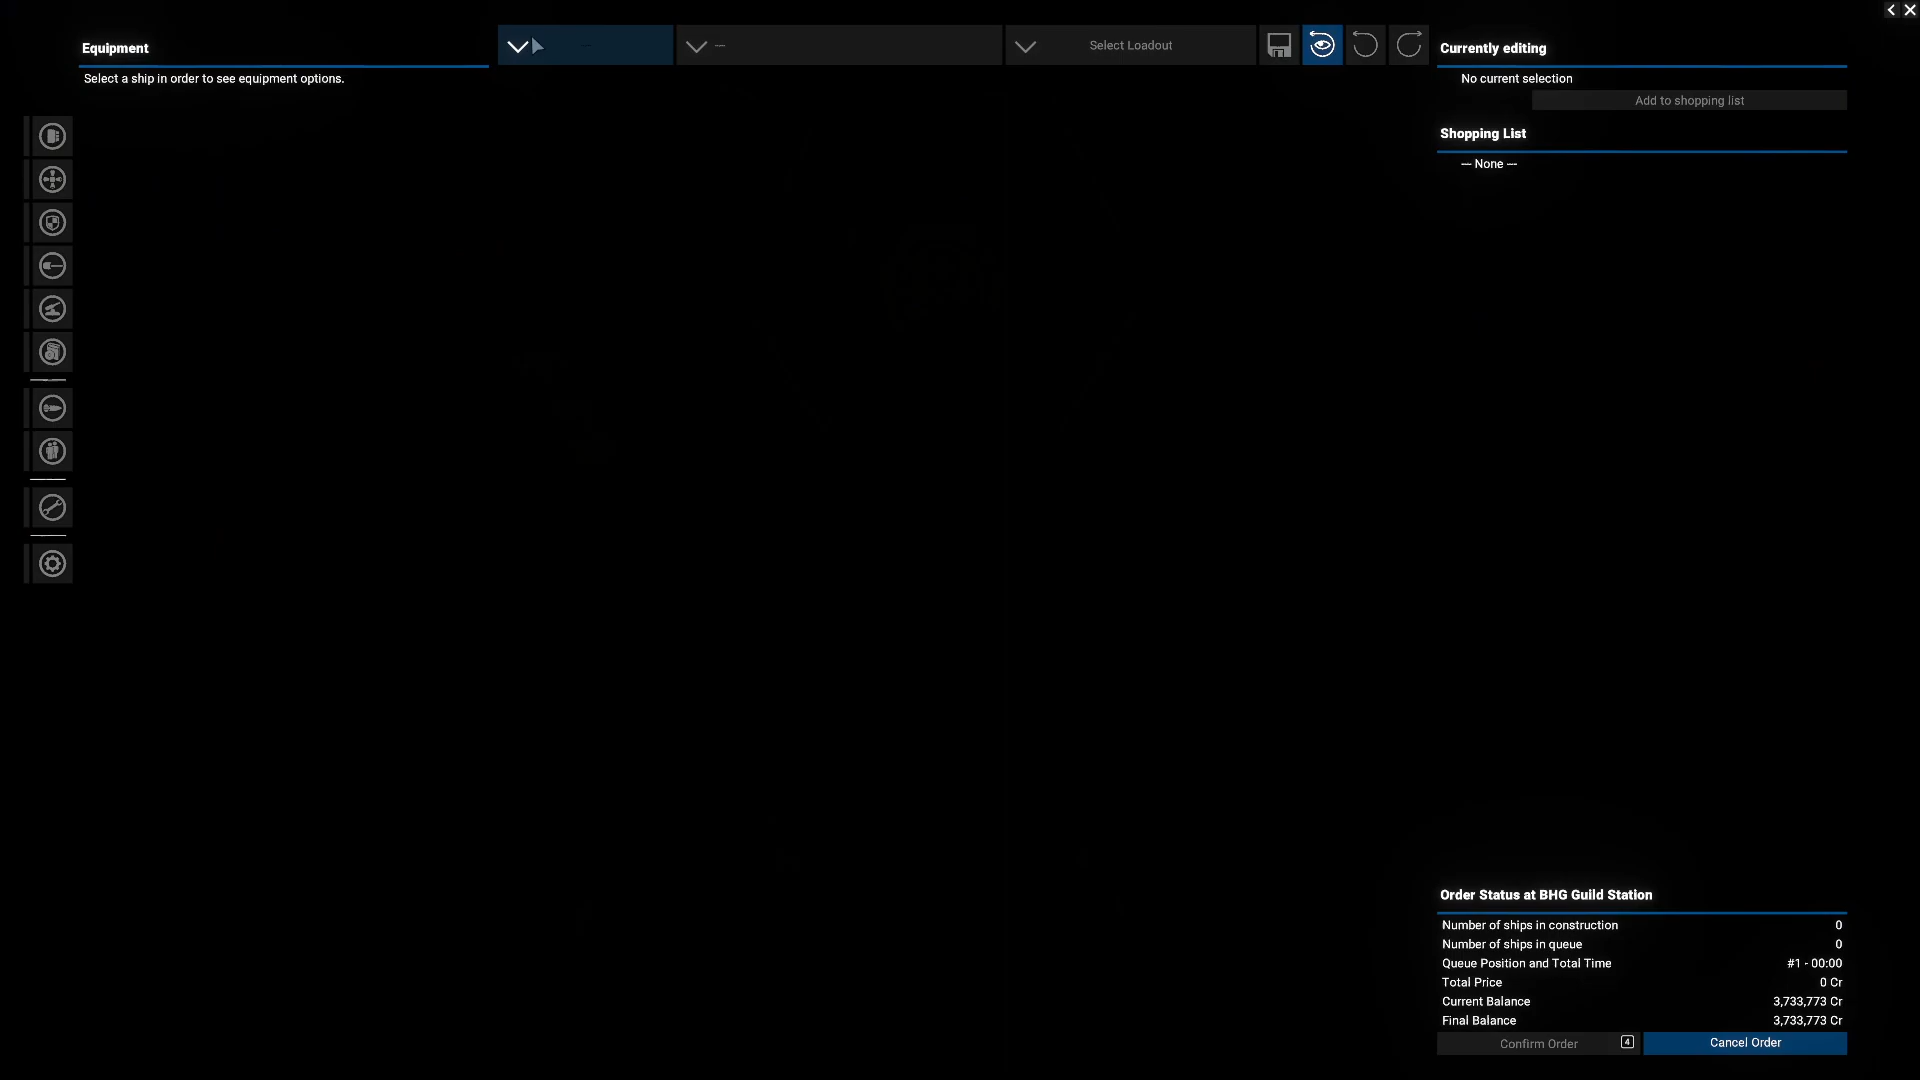 Equipment
Select a ship in order to see equipment options.
--
--
Select Loadout
Currently editing
No current selection
Add to shopping list
Shopping List
-- None --
Order Status at BHG Guild Station
Number of ships in construction 0
Number of ships in queue 0
Queue Position and Total Time #1 - 00:00
Total Price 0 Cr
Current Balance 3,733,773 Cr
Final Balance 3,733,773 Cr
Confirm Order 4
Cancel Order